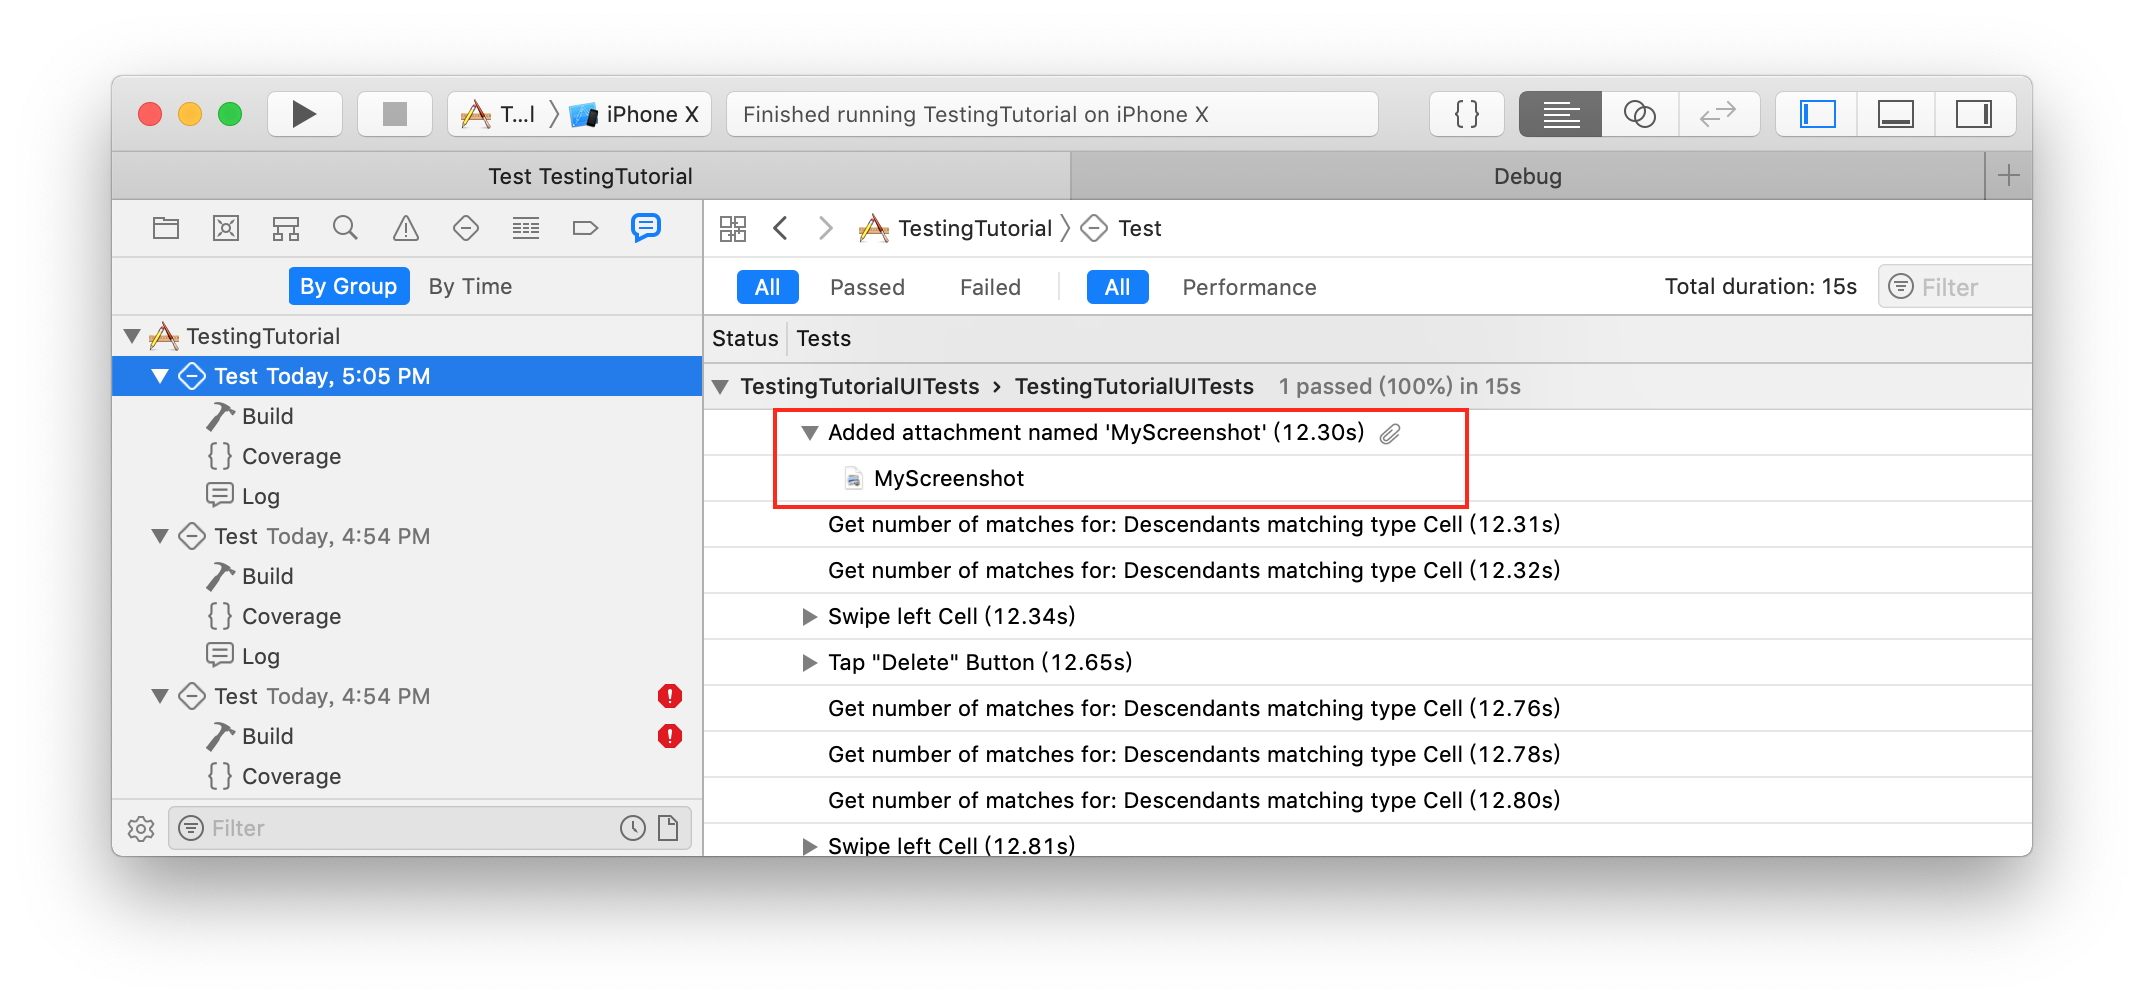 T...l iPhone X Finished running TestingTutorial on iPhone X { }
Test TestingTutorial Debug
TestingTutorial Test
By Group By Time
All Passed Failed All Performance Total duration: 15s Filter
TestingTutorial
Status Tests
Test Today, 5:05 PM
TestingTutorialUITests › TestingTutorialUITests 1 passed (100%) in 15s
Build
Added attachment named 'MyScreenshot' (12.30s)
{ } Coverage
MyScreenshot
Log
Get number of matches for: Descendants matching type Cell (12.31s)
Test Today, 4:54 PM
Get number of matches for: Descendants matching type Cell (12.32s)
Build
{ } Coverage
Swipe left Cell (12.34s)
Log
Tap "Delete" Button (12.65s)
Test Today, 4:54 PM
Get number of matches for: Descendants matching type Cell (12.76s)
Build
Get number of matches for: Descendants matching type Cell (12.78s)
{ } Coverage
Get number of matches for: Descendants matching type Cell (12.80s)
Filter
Swipe left Cell (12.81s)